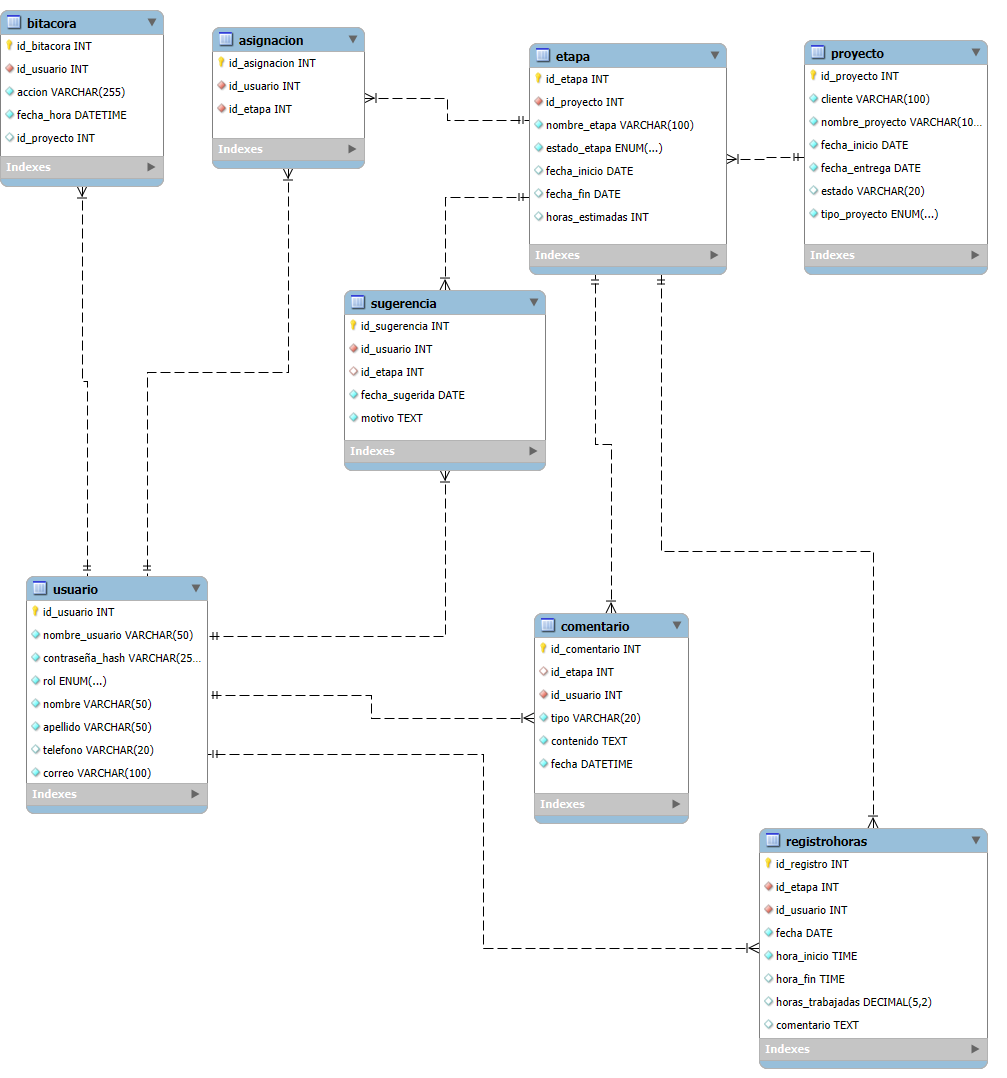 bitacora
id_bitacora INT
id_usuario INT
accion VARCHAR(255)
fecha_hora DATETIME
id_proyecto INT
Indexes
asignacion
id_asignacion INT
id_usuario INT
id_etapa INT
Indexes
etapa
id_etapa INT
id_proyecto INT
nombre_etapa VARCHAR(100)
estado_etapa ENUM(...)
fecha_inicio DATE
fecha_fin DATE
horas_estimadas INT
Indexes
proyecto
id_proyecto INT
cliente VARCHAR(100)
nombre_proyecto VARCHAR(10...
fecha_inicio DATE
fecha_entrega DATE
estado VARCHAR(20)
tipo_proyecto ENUM(...)
Indexes
sugerencia
id_sugerencia INT
id_usuario INT
id_etapa INT
fecha_sugerida DATE
motivo TEXT
Indexes
usuario
id_usuario INT
nombre_usuario VARCHAR(50)
contraseña_hash VARCHAR(25...
rol ENUM(...)
nombre VARCHAR(50)
apellido VARCHAR(50)
telefono VARCHAR(20)
correo VARCHAR(100)
Indexes
comentario
id_comentario INT
id_etapa INT
id_usuario INT
tipo VARCHAR(20)
contenido TEXT
fecha DATETIME
Indexes
registrohoras
id_registro INT
id_etapa INT
id_usuario INT
fecha DATE
hora_inicio TIME
hora_fin TIME
horas_trabajadas DECIMAL(5,2)
comentario TEXT
Indexes